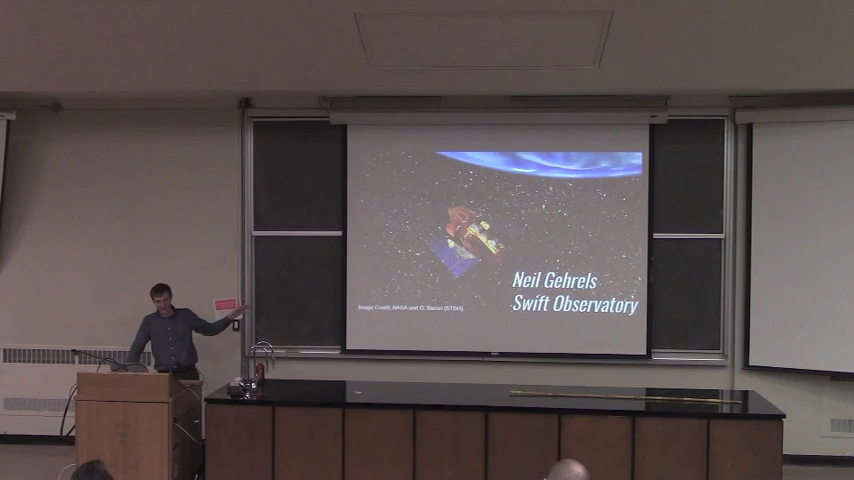 Neil Gehrels
Swift Observatory
Image Credit: NASA and G. Bacon (STScI)